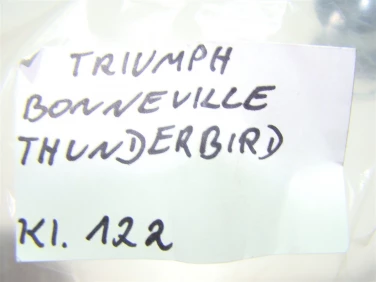 TRIUMPH
BONNEVILLE
THUNDERBIRD
Kl. 122